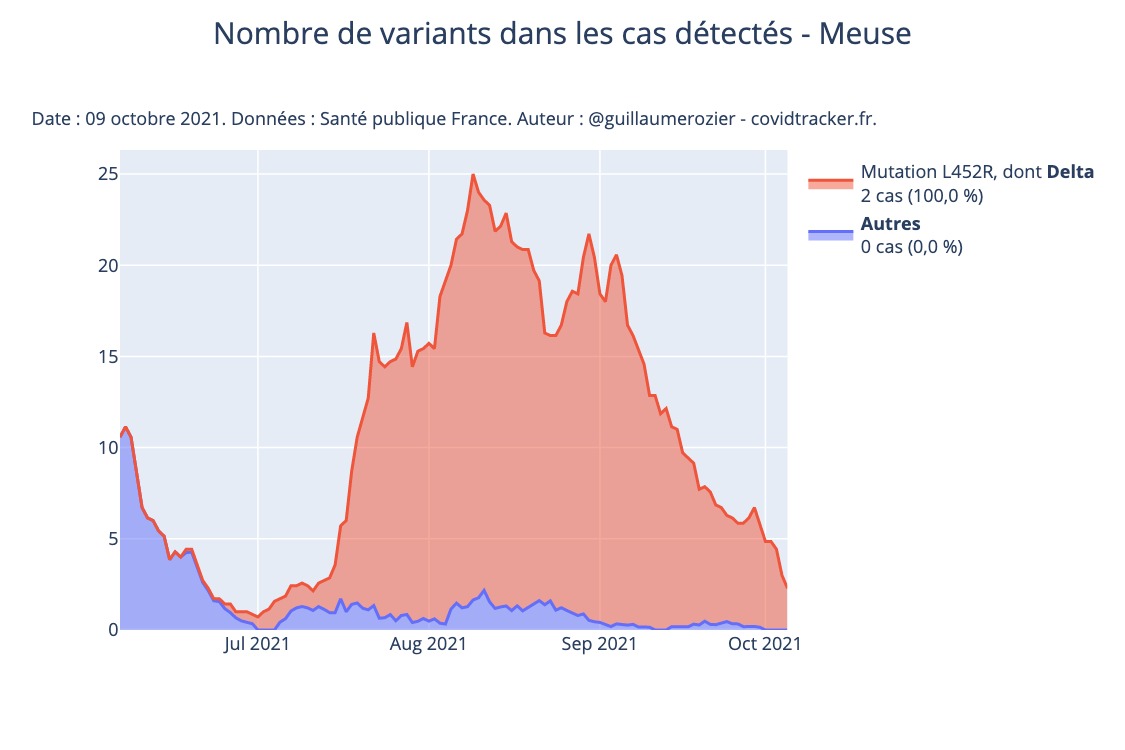 Nombre de variants dans les cas détectés - Meuse
Date : 09 octobre 2021. Données : Santé publique France. Auteur : @guillaumerozier - covidtracker.fr.
25
20
15
10
5
0
Jul 2021
Aug 2021
Sep 2021
Oct 2021
Mutation L452R, dont Delta
2 cas (100,0 %)
Autres
0 cas (0,0 %)